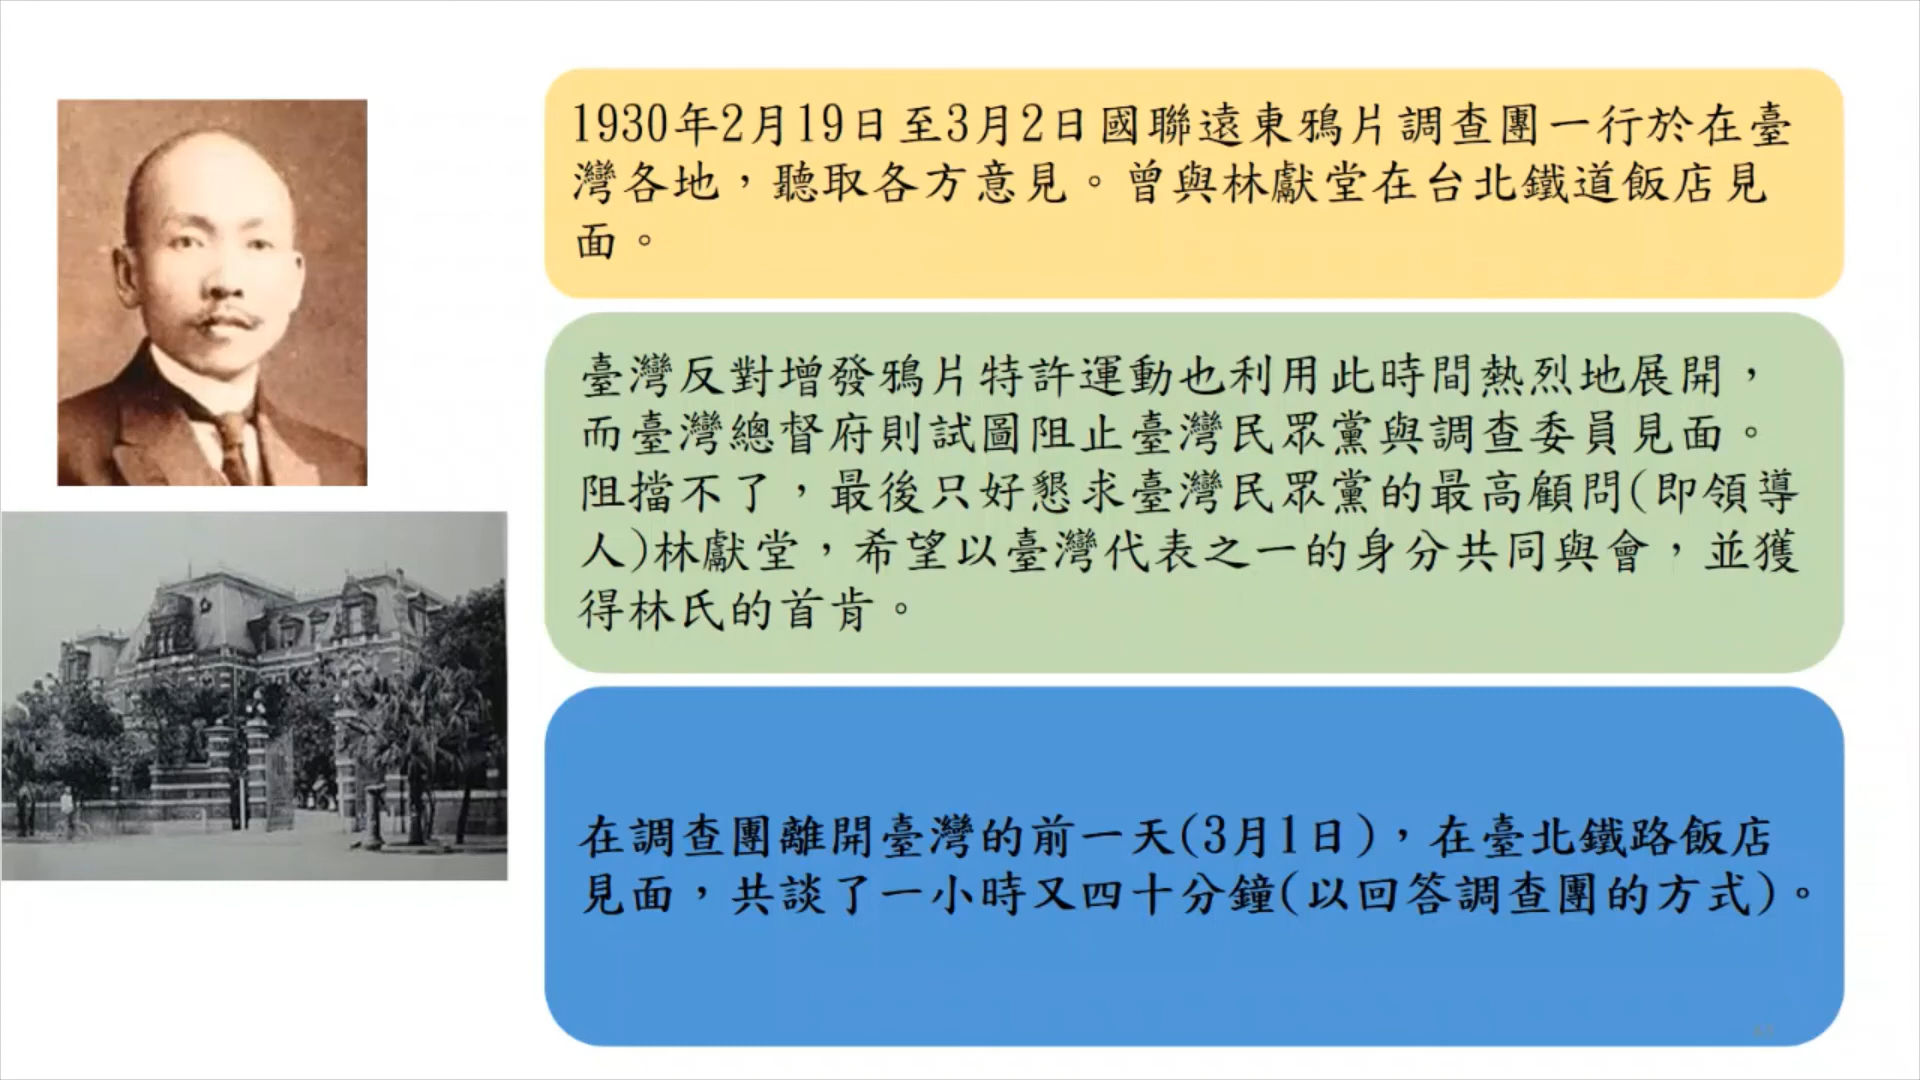 1930年2月19日至3月2日國聯遠東鴉片調查團一行於在臺
灣各地，聽取各方意見。曾與林獻堂在台北鐵道飯店見
面。
臺灣反對增發鴉片特許運動也利用此時間熱烈地展開，
而臺灣總督府則試圖阻止臺灣民眾黨與調查委員見面。
阻擋不了，最後只好懇求臺灣民眾黨的最高顧問(即領導
人)林獻堂，希望以臺灣代表之一的身分共同與會，並獲
得林氏的首肯。
在調查團離開臺灣的前一天(3月1日)，在臺北鐵路飯店
見面，共談了一小時又四十分鐘(以回答調查團的方式)。